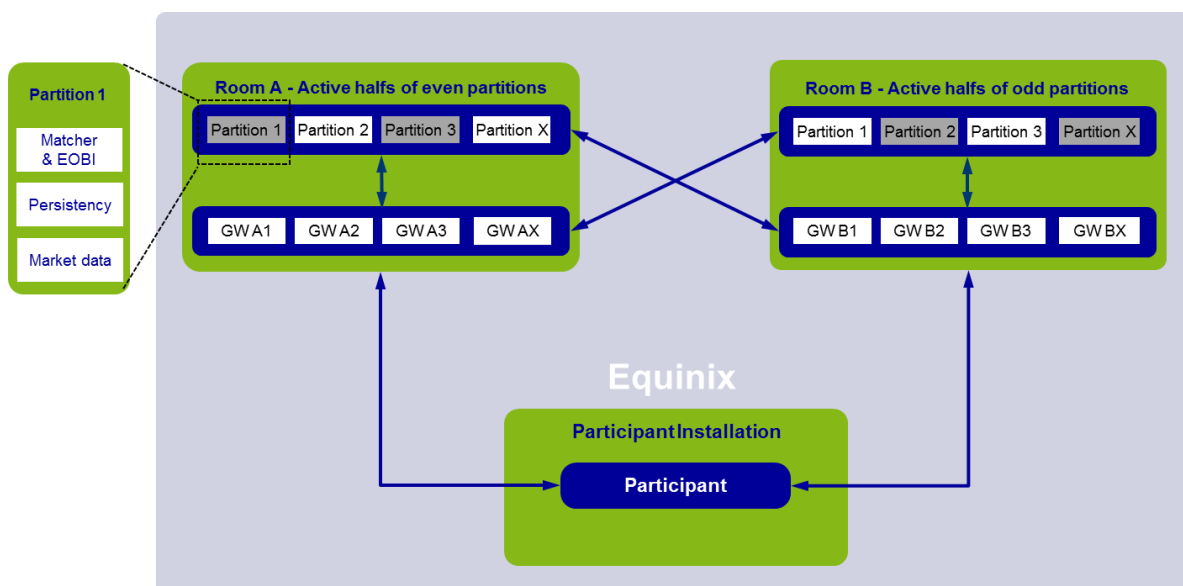 Partition 1
Matcher
& EOBI
Persistency
Market data
Room A - Active halfs of even partitions
Partition 1
Partition 2
Partition 3
Partition X
GW A1
GW A2
GW A3
GW AX
Room B - Active halfs of odd partitions
Partition 1
Partition 2
Partition 3
Partition X
GW B1
GW B2
GW B3
GW BX
Equinix
Participant Installation
Participant